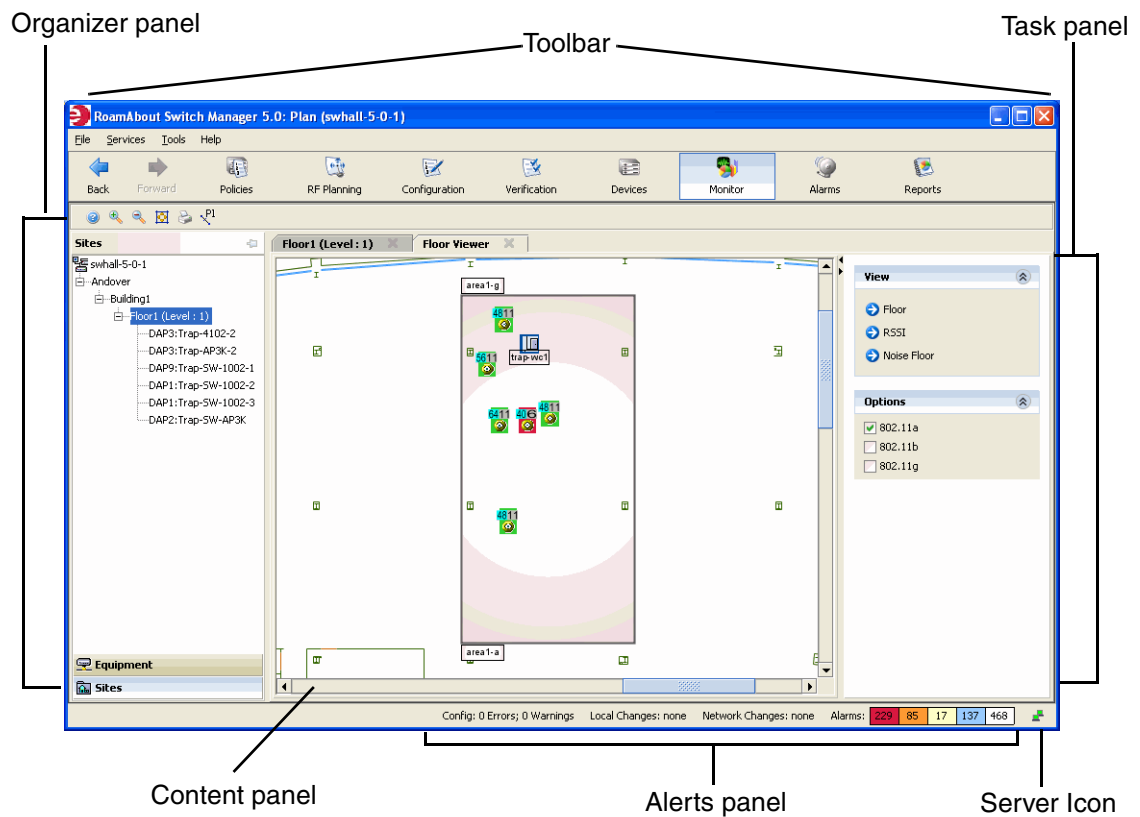 Organizer panel
Toolbar
Task panel
RoamAbout Switch Manager 5.0: Plan (swhall-5-0-1)
File Services Tools Help
Back Forward Policies RF Planning Configuration Verification Devices Monitor Alarms Reports
P1
Sites
Floor1 (Level : 1) Floor Viewer
swhall-5-0-1
Andover
Building1
Floor1 (Level : 1)
DAP3:Trap-4102-2
DAP3:Trap-AP3K-2
DAP9:Trap-SW-1002-1
DAP1:Trap-SW-1002-2
DAP1:Trap-SW-1002-3
DAP2:Trap-SW-AP3K
Equipment
Sites
area1-g
4811
trap-wc1
5611
6411
406
4811
4811
area1-a
View
Floor
RSSI
Noise Floor
Options
802.11a
802.11b
802.11g
Config: 0 Errors; 0 Warnings Local Changes: none Network Changes: none Alarms: 229 85 17 137 468
Content panel
Alerts panel
Server Icon